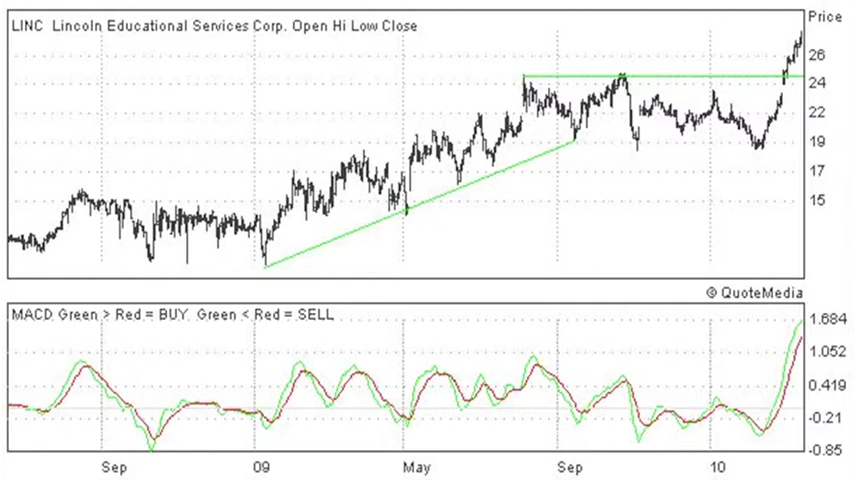 Price
LINC Lincoln Educational Services Corp. Open Hi Low Close
26
24
22
19
17
15
© QuoteMedia
MACD Green > Red = BUY Green < Red = SELL
1.684
1.052
0.419
-0.21
-0.85
Sep 09 May Sep 10